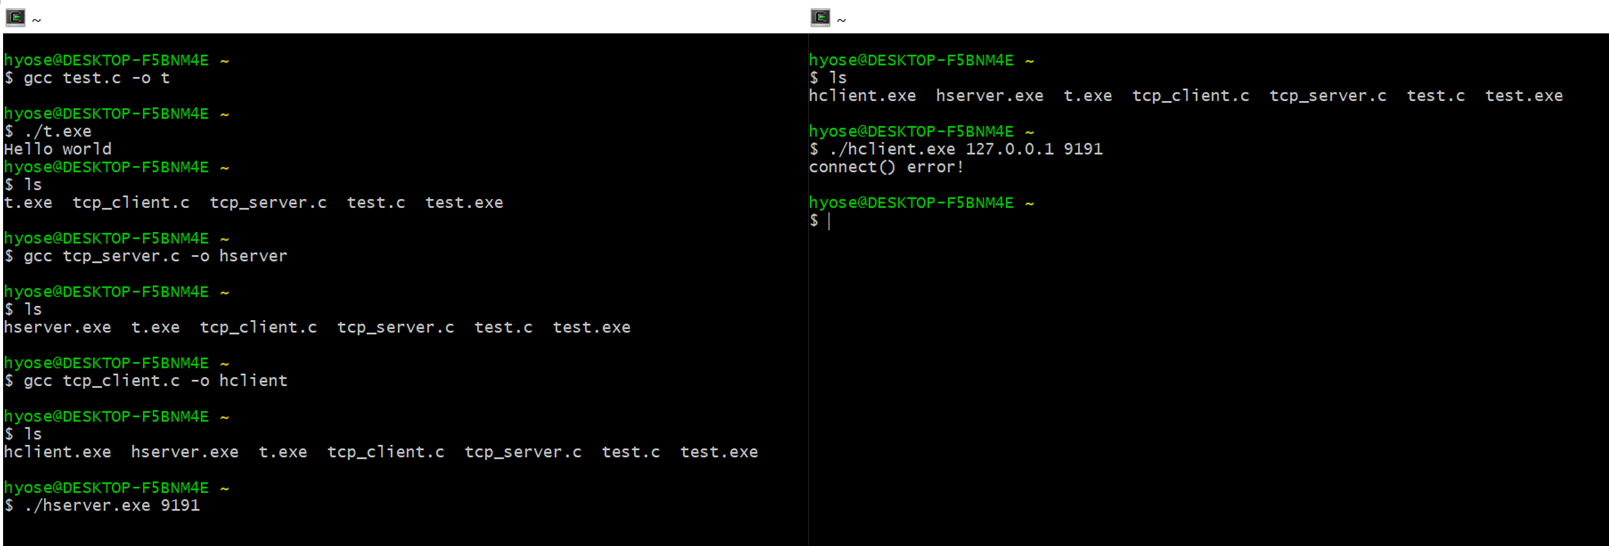 ~
hyose@DESKTOP-F5BNM4E ~
$ gcc test.c -o t
hyose@DESKTOP-F5BNM4E ~
$ ./t.exe
Hello world
hyose@DESKTOP-F5BNM4E ~
$ ls
t.exe  tcp_client.c  tcp_server.c  test.c  test.exe
hyose@DESKTOP-F5BNM4E ~
$ gcc tcp_server.c -o hserver
hyose@DESKTOP-F5BNM4E ~
$ ls
hserver.exe  t.exe  tcp_client.c  tcp_server.c  test.c  test.exe
hyose@DESKTOP-F5BNM4E ~
$ gcc tcp_client.c -o hclient
hyose@DESKTOP-F5BNM4E ~
$ ls
hclient.exe  hserver.exe  t.exe  tcp_client.c  tcp_server.c  test.c  test.exe
hyose@DESKTOP-F5BNM4E ~
$ ./hserver.exe 9191
~
hyose@DESKTOP-F5BNM4E ~
$ ls
hclient.exe  hserver.exe  t.exe  tcp_client.c  tcp_server.c  test.c  test.exe
hyose@DESKTOP-F5BNM4E ~
$ ./hclient.exe 127.0.0.1 9191
connect() error!
hyose@DESKTOP-F5BNM4E ~
$